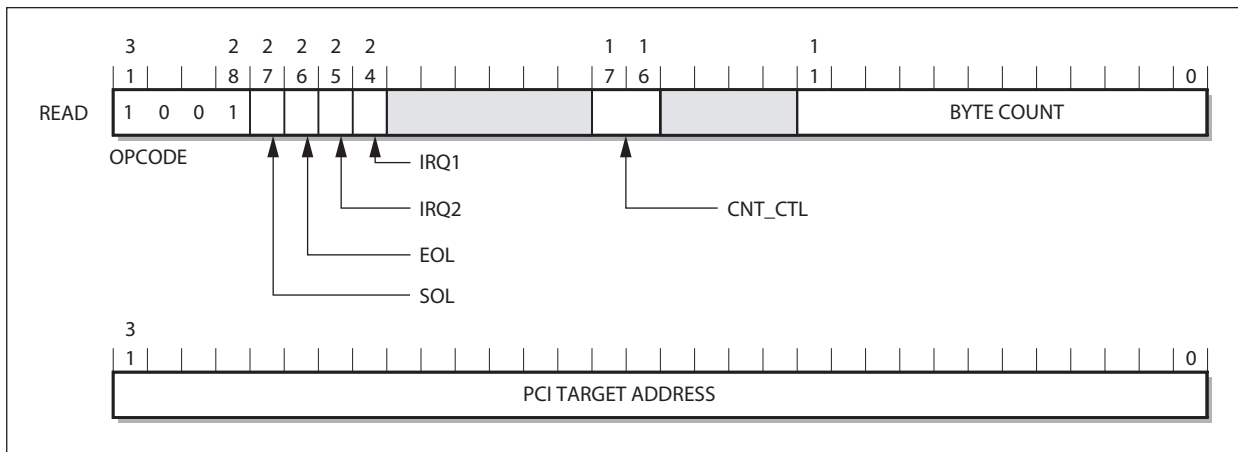 3 2 2 2 2 2 1 1 1
1 8 7 6 5 4 7 6 1 0
READ 1 0 0 1 BYTE COUNT
OPCODE
IRQ1
IRQ2 CNT_CTL
EOL
SOL
3
1 0
PCI TARGET ADDRESS